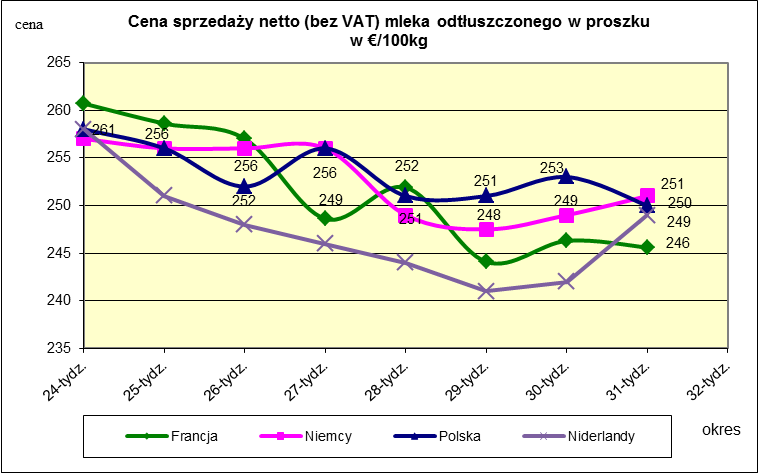 cena
Cena sprzedaży netto (bez VAT) mleka odtłuszczonego w proszku
w €/100kg
265
260
255
250
245
240
235
261
256
256
252
256
249
252
251
251
248
253
249
251
250
249
246
24-tydz.
25-tydz.
26-tydz.
27-tydz.
28-tydz.
29-tydz.
30-tydz.
31-tydz.
32-tydz.
okres
Francja
Niemcy
Polska
Niderlandy